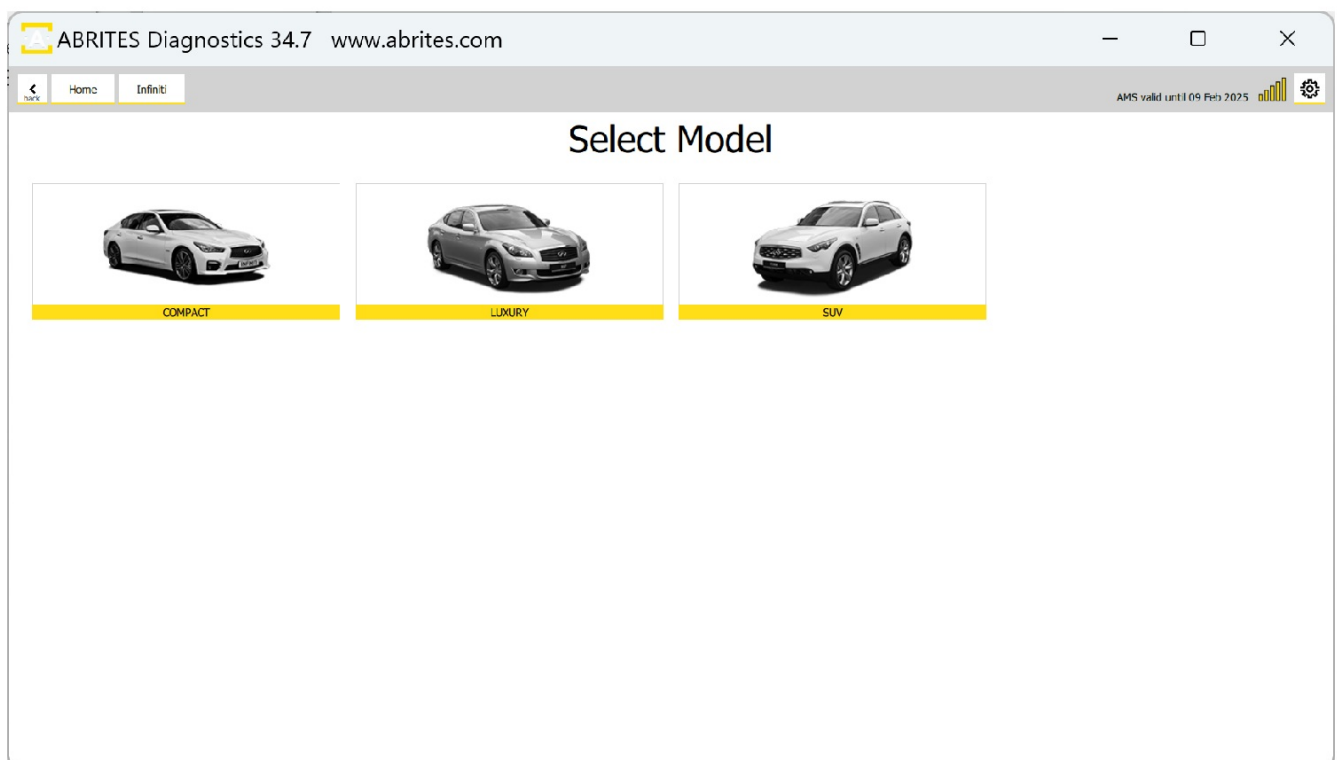 ABRITES Diagnostics 34.7 www.abrites.com
back Home Infiniti AMS valid until 09 Feb 2025
Select Model
COMPACT LUXURY SUV